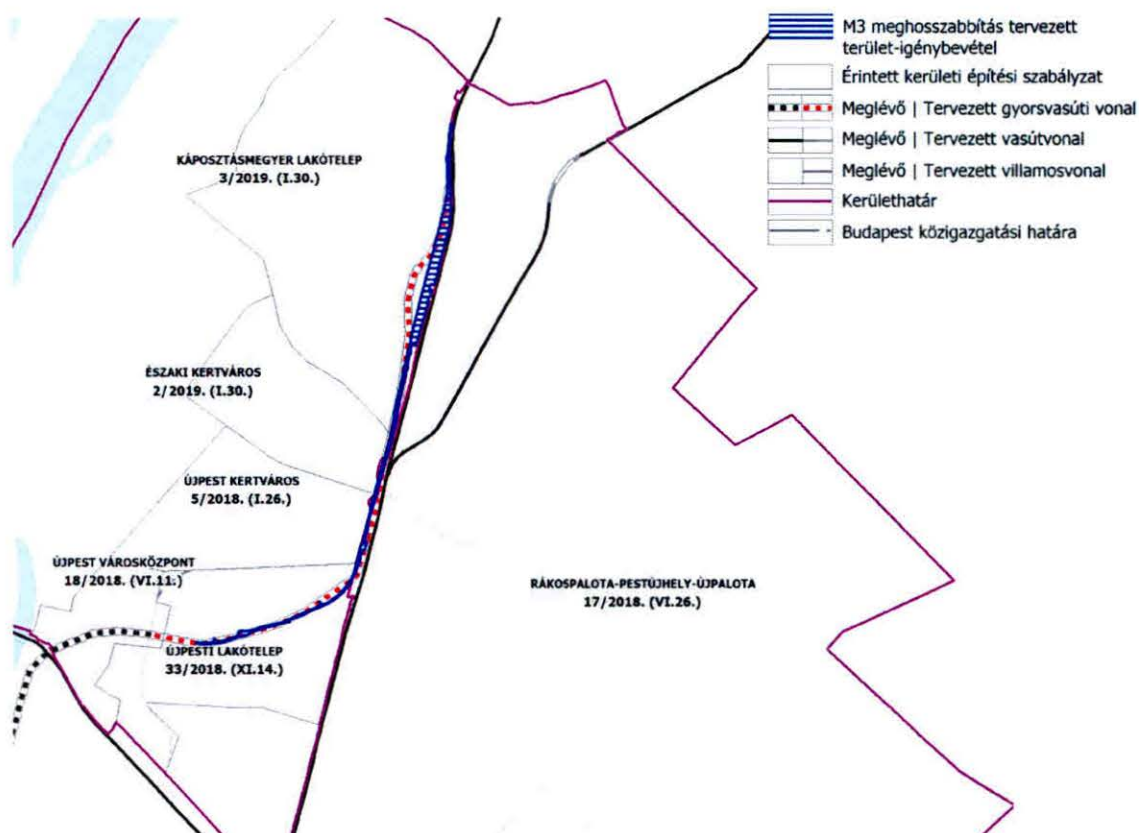 M3 meghosszabbítás tervezett
terület-igénybevétel
Érintett kerületi építési szabályzat
Meglévő | Tervezett gyorsvasúti vonal
Meglévő | Tervezett vasútvonal
Meglévő | Tervezett villamosvonal
Kerülethatár
Budapest közigazgatási határa
KÁPOSZTÁSMEGYER LAKÓTELEP
3/2019. (I.30.)
ÉSZAKI KERTVÁROS
2/2019. (I.30.)
ÚJPEST KERTVÁROS
5/2018. (I.26.)
ÚJPEST VÁROSKÖZPONT
18/2018. (VI.11.)
RÁKOSPALOTA-PESTÚJHELY-ÚJPALOTA
17/2018. (VI.26.)
ÚJPESTI LAKÓTELEP
33/2018. (XI.14.)